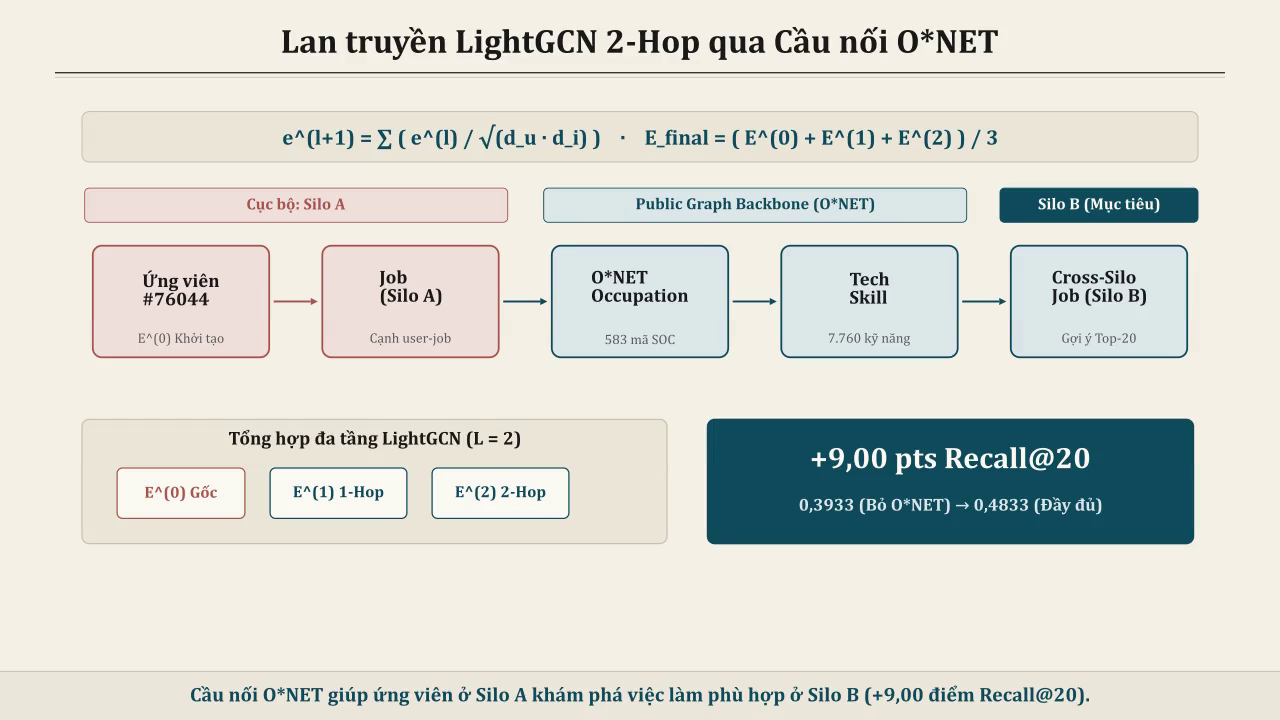 Lan truyền LightGCN 2-Hop qua Cầu nối O*NET
e^(l+1) = ∑ ( e^(l) / √(d_u · d_i) ) · E_final = ( E^(0) + E^(1) + E^(2) ) / 3
Cục bộ: Silo A
Public Graph Backbone (O*NET)
Silo B (Mục tiêu)
Ứng viên
#76044
E^(0) Khởi tạo
Job
(Silo A)
Cạnh user-job
O*NET
Occupation
583 mã SOC
Tech
Skill
7.760 kỹ năng
Cross-Silo
Job (Silo B)
Gợi ý Top-20
Tổng hợp đa tầng LightGCN (L = 2)
E^(0) Gốc
E^(1) 1-Hop
E^(2) 2-Hop
+9,00 pts Recall@20
0,3933 (Bỏ O*NET) → 0,4833 (Đầy đủ)
Cầu nối O*NET giúp ứng viên ở Silo A khám phá việc làm phù hợp ở Silo B (+9,00 điểm Recall@20).